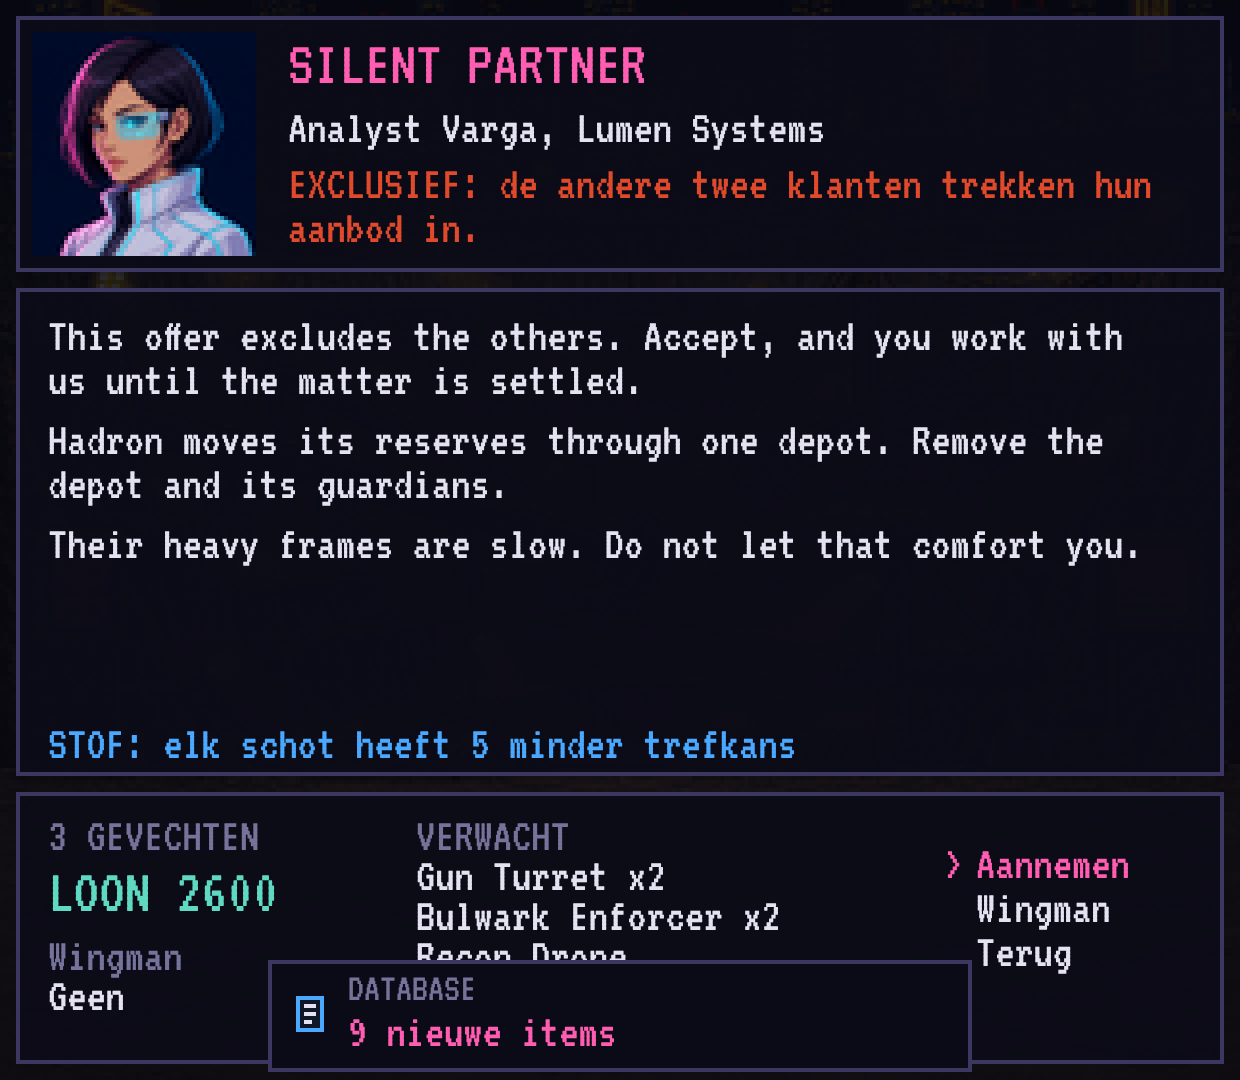 SILENT PARTNER
Analyst Varga, Lumen Systems
EXCLUSIEF: de andere twee klanten trekken hun
aanbod in.
This offer excludes the others. Accept, and you work with
us until the matter is settled.
Hadron moves its reserves through one depot. Remove the
depot and its guardians.
Their heavy frames are slow. Do not let that comfort you.
STOF: elk schot heeft 5 minder trefkans
3 GEVECHTEN
LOON 2600
Wingman
Geen
VERWACHT
Gun Turret x2
Bulwark Enforcer x2
Recon Drone
> Aannemen
Wingman
Terug
DATABASE
9 nieuwe items